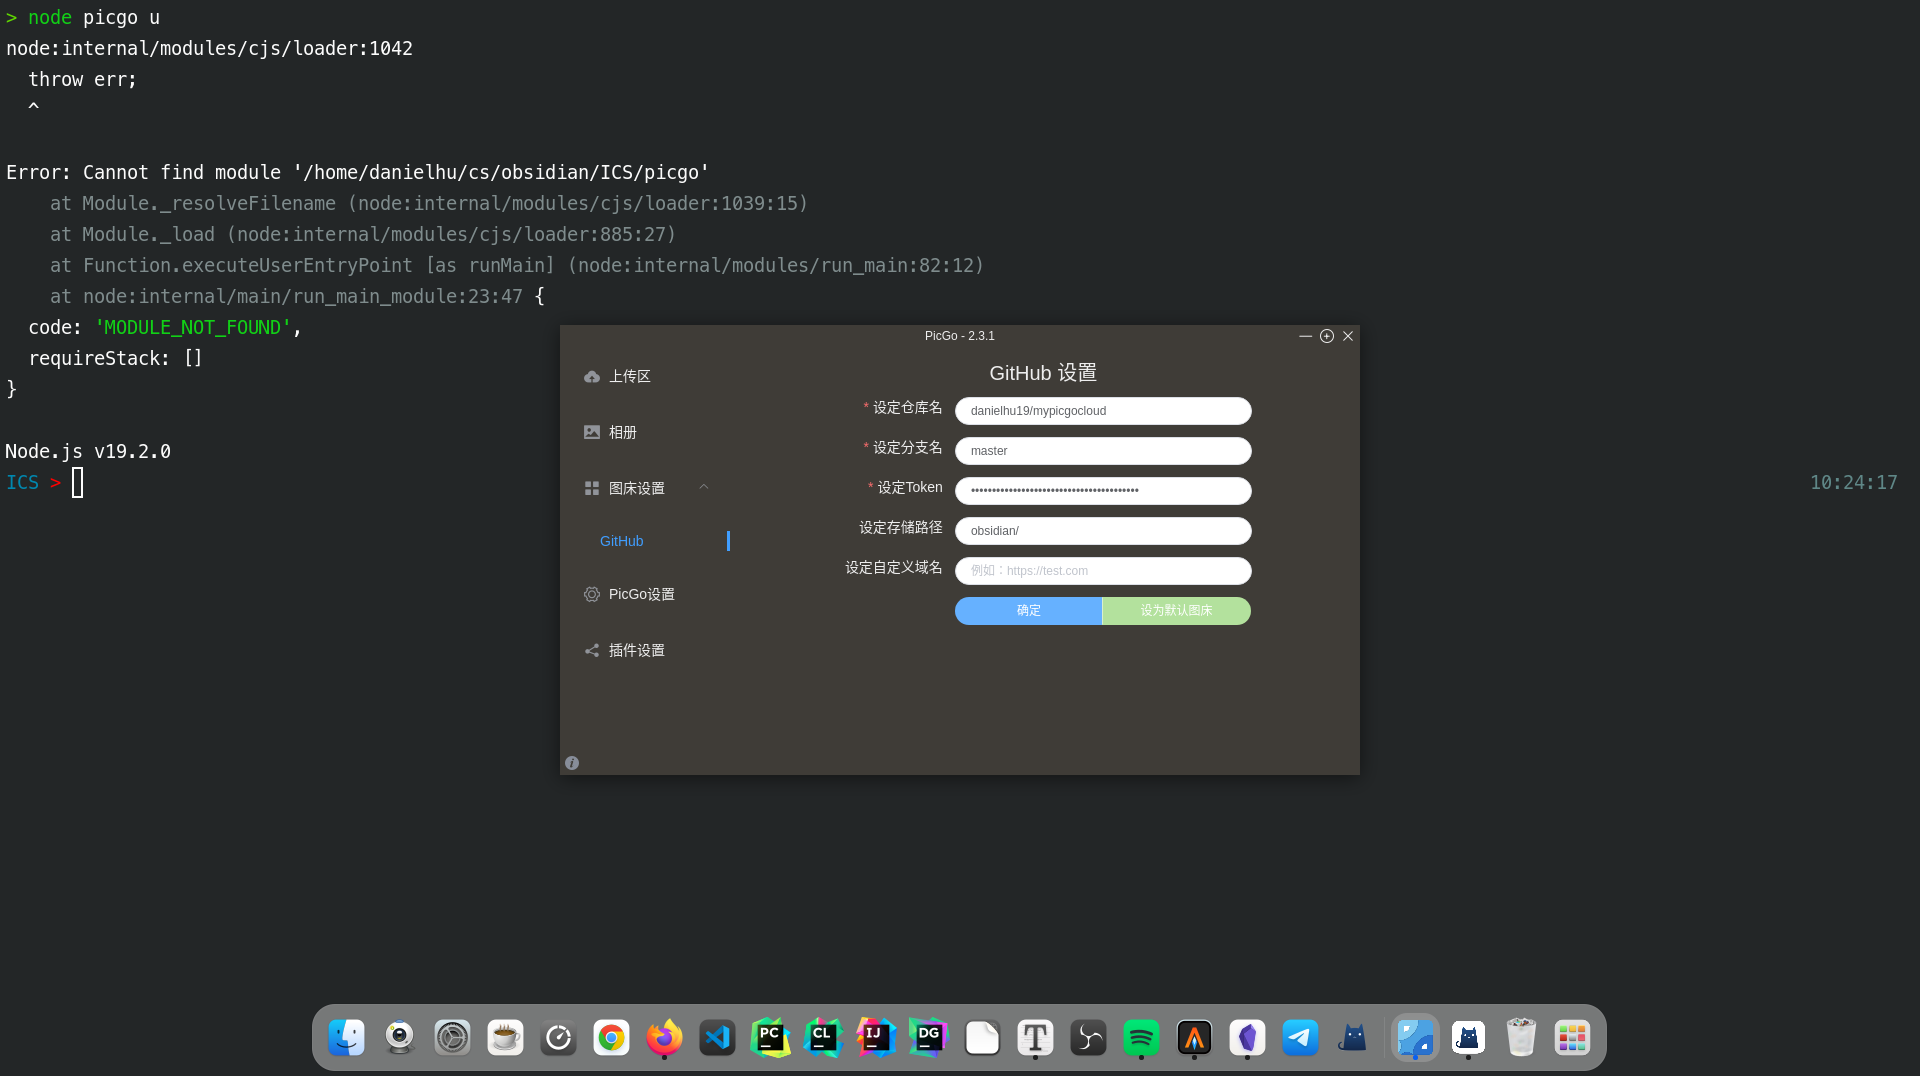 > node picgo u
node:internal/modules/cjs/loader:1042
throw err;
^
Error: Cannot find module '/home/danielhu/cs/obsidian/ICS/picgo'
at Module._resolveFilename (node:internal/modules/cjs/loader:1039:15)
at Module._load (node:internal/modules/cjs/loader:885:27)
at Function.executeUserEntryPoint [as runMain] (node:internal/modules/run_main:82:12)
at node:internal/main/run_main_module:23:47 {
code: 'MODULE_NOT_FOUND',
requireStack: []
}
Node.js v19.2.0
ICS >
10:24:17
PicGo - 2.3.1
上传区
相册
图床设置
GitHub
PicGo设置
插件设置
GitHub 设置
* 设定仓库名 danielhu19/mypicgocloud
* 设定分支名 master
* 设定Token ••••••••••••••••••••••••••••••••••••••••
设定存储路径 obsidian/
设定自定义域名 例如：https://test.com
确定 设为默认图床
PC CL IJ DG